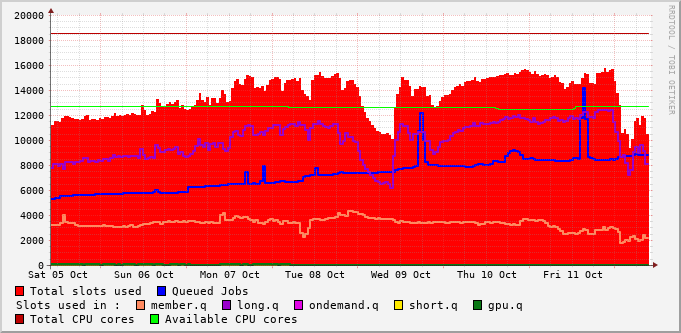 20000
18000
16000
14000
12000
10000
8000
6000
4000
2000
0
Sat 05 Oct Sun 06 Oct Mon 07 Oct Tue 08 Oct Wed 09 Oct Thu 10 Oct Fri 11 Oct
Total slots used Queued Jobs
Slots used in : member.q long.q ondemand.q short.q gpu.q
Total CPU cores Available CPU cores
RRDTOOL / TOBI OETIKER